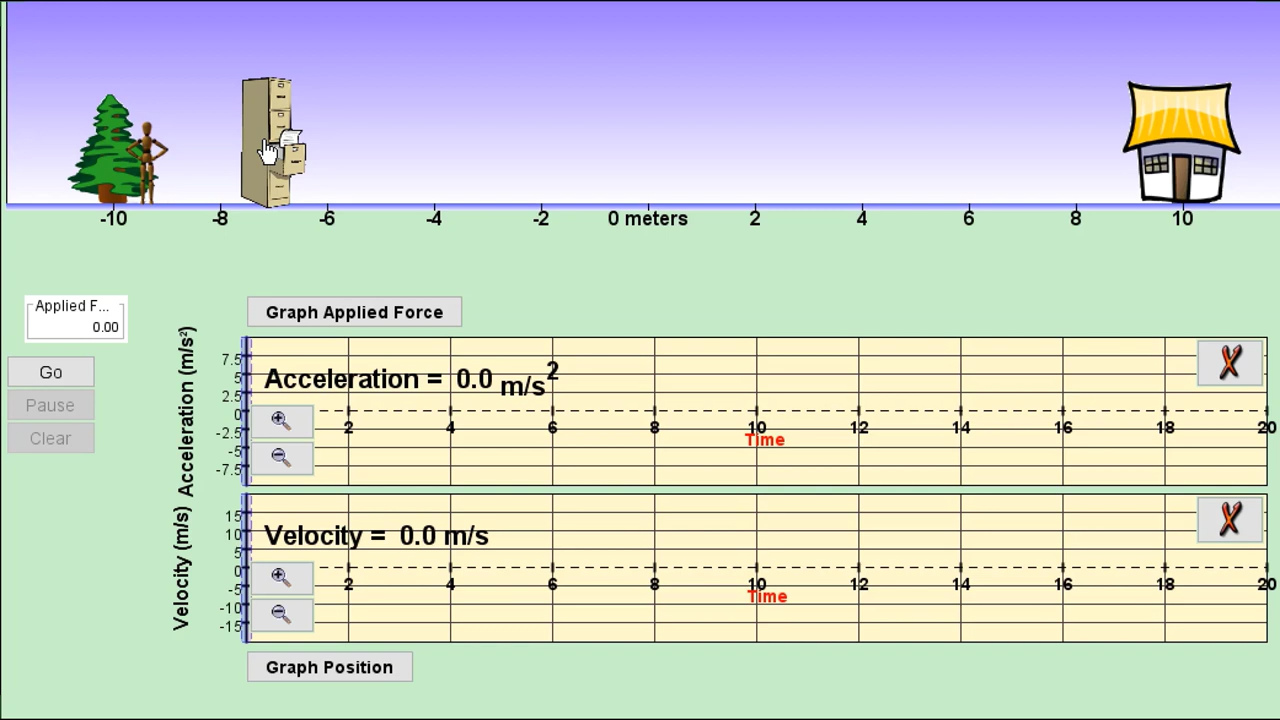 -10 -8 -6 -4 -2 0 meters 2 4 6 8 10
Applied F...
0.00
Go
Pause
Clear
Graph Applied Force
Acceleration (m/s²)
7.5
5
2.5
0
-2.5
-5
-7.5
Acceleration = 0.0 m/s²
2 4 6 8 10 12 14 16 18 20
Time
X
Velocity (m/s)
15
10
5
0
-5
-10
-15
Velocity = 0.0 m/s
2 4 6 8 10 12 14 16 18 20
Time
X
Graph Position